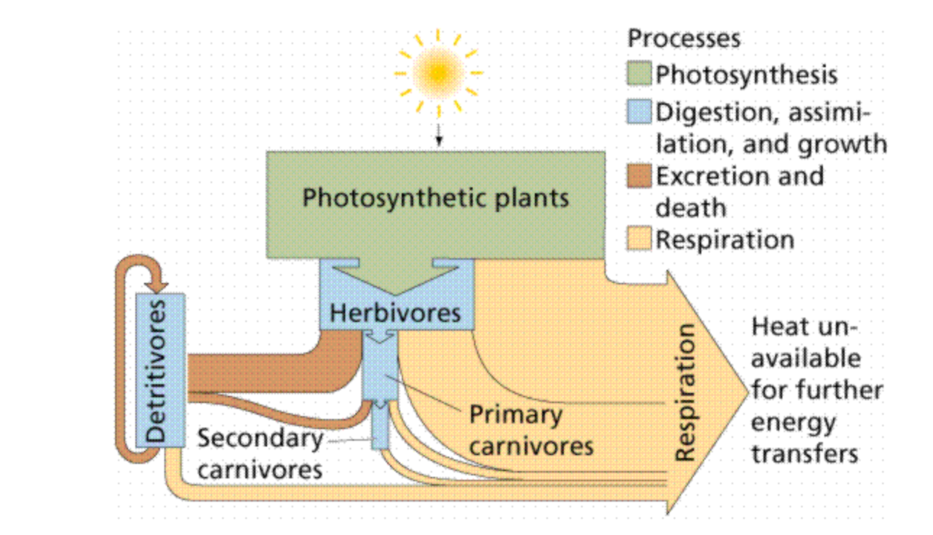 Processes
Photosynthesis
Digestion, assimi-
lation, and growth
Excretion and
death
Respiration
Photosynthetic plants
Herbivores
Detritivores
Primary
carnivores
Secondary
carnivores
Respiration
Heat un-
available
for further
energy
transfers